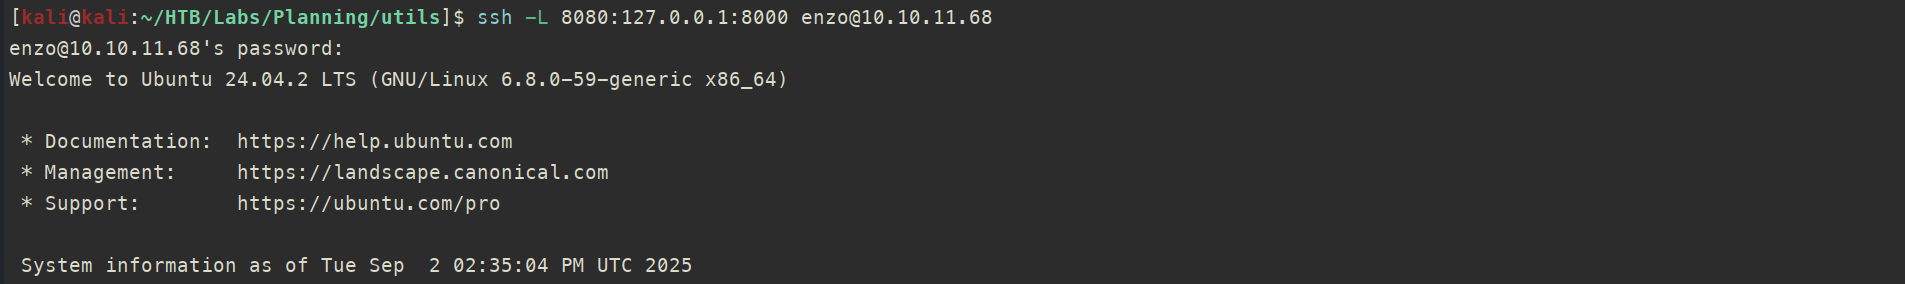 [kali@kali:~/HTB/Labs/Planning/utils]$ ssh -L 8080:127.0.0.1:8000 enzo@10.10.11.68
enzo@10.10.11.68's password:
Welcome to Ubuntu 24.04.2 LTS (GNU/Linux 6.8.0-59-generic x86_64)
* Documentation:  https://help.ubuntu.com
* Management:     https://landscape.canonical.com
* Support:        https://ubuntu.com/pro
System information as of Tue Sep  2 02:35:04 PM UTC 2025